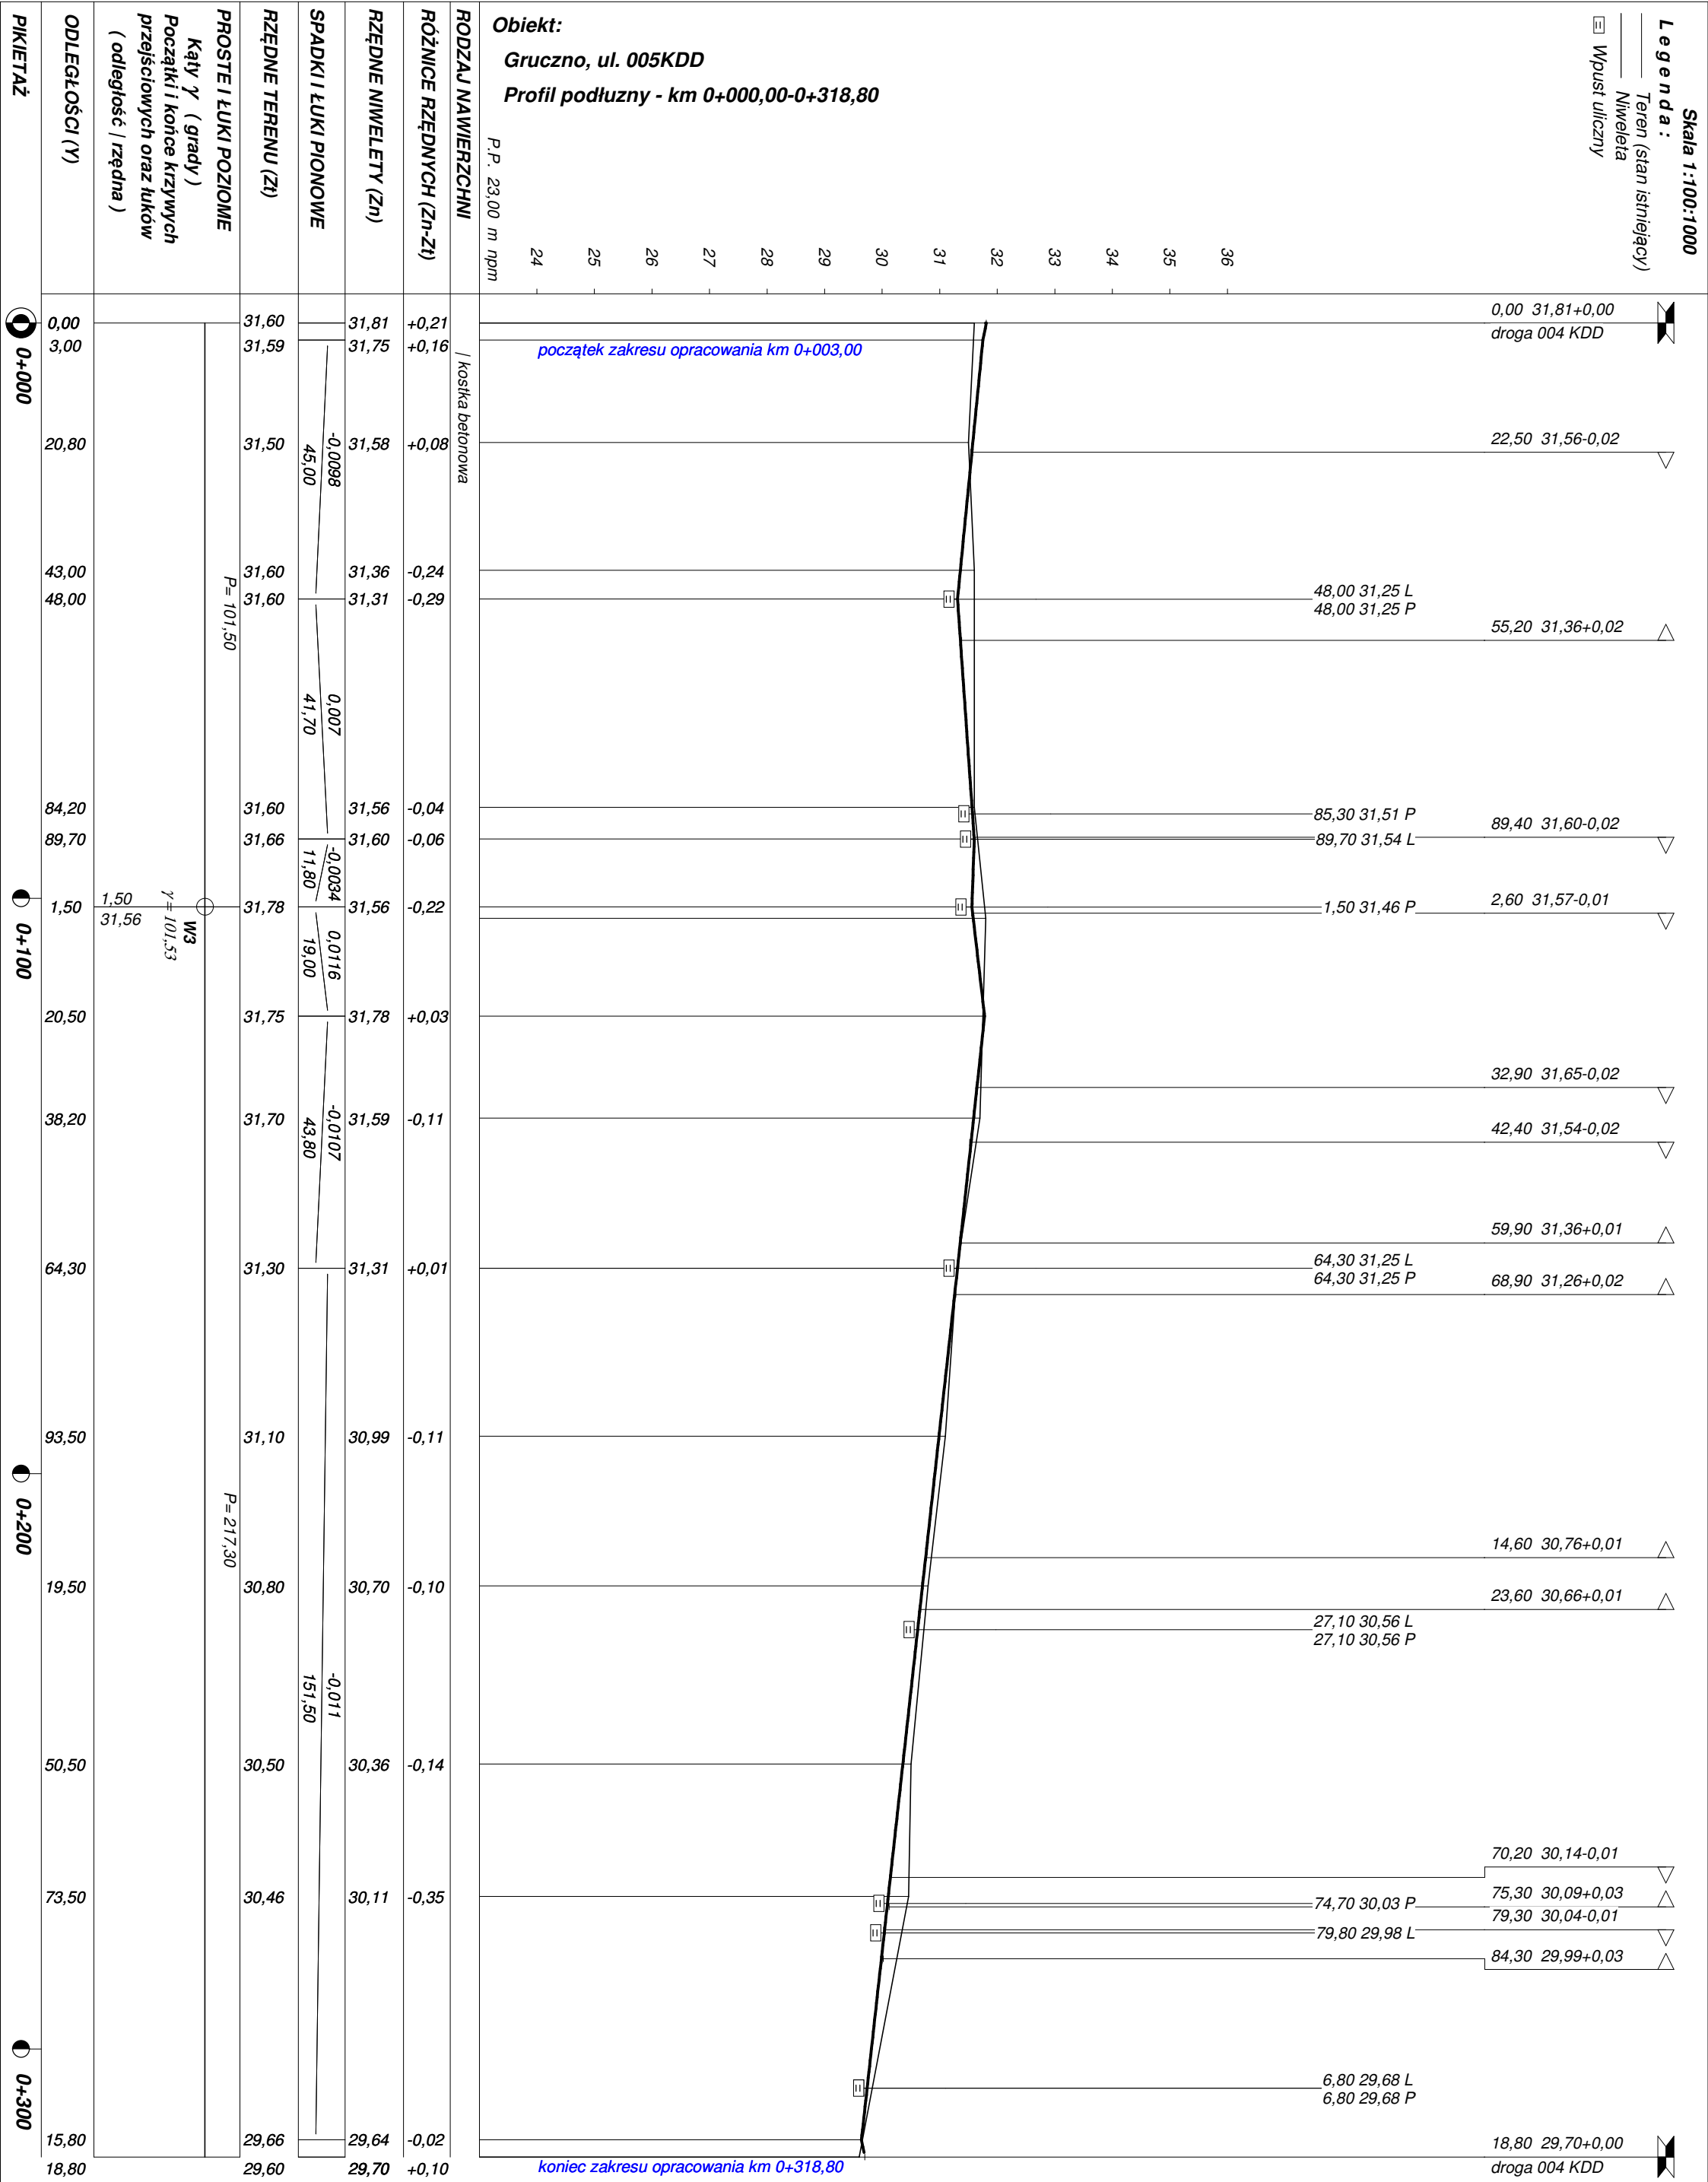 Skala 1:100:1000
Legenda:
Teren (stan istniejący)
Niweleta
Wpust uliczny
Obiekt:
Gruczno, ul. 005KDD
Profil podłuzny - km 0+000,00-0+318,80
P.P. 23,00 m npm
24
25
26
27
28
29
30
31
32
33
34
35
36
0,00 31,81+0,00
droga 004 KDD
22,50 31,56-0,02
48,00 31,25 L
48,00 31,25 P
55,20 31,36+0,02
85,30 31,51 P
89,40 31,60-0,02
89,70 31,54 L
1,50 31,46 P
2,60 31,57-0,01
32,90 31,65-0,02
42,40 31,54-0,02
59,90 31,36+0,01
64,30 31,25 L
64,30 31,25 P
68,90 31,26+0,02
14,60 30,76+0,01
23,60 30,66+0,01
27,10 30,56 L
27,10 30,56 P
70,20 30,14-0,01
74,70 30,03 P
75,30 30,09+0,03
79,30 30,04-0,01
79,80 29,98 L
84,30 29,99+0,03
6,80 29,68 L
6,80 29,68 P
18,80 29,70+0,00
droga 004 KDD
początek zakresu opracowania km 0+003,00
koniec zakresu opracowania km 0+318,80
RODZAJ NAWIERZCHNI
| kostka betonowa
RÓŻNICE RZĘDNYCH (Zn-Zt)
+0,21 +0,16 +0,08 -0,24 -0,29 -0,04 -0,06 -0,22 +0,03 -0,11 +0,01 -0,11 -0,10 -0,14 -0,35 -0,02 +0,10
RZĘDNE NIWELETY (Zn)
31,81 31,75 31,58 31,36 31,31 31,56 31,60 31,56 31,78 31,59 31,31 30,99 30,70 30,36 30,11 29,64 29,70
SPADKI I ŁUKI PIONOWE
-0,0098 0,007 -0,0034 0,0116 -0,0107 -0,011
45,00 41,70 11,80 19,00 43,80 151,50
RZĘDNE TERENU (Zt)
31,60 31,59 31,50 31,60 31,60 31,60 31,66 31,78 31,75 31,70 31,30 31,10 30,80 30,50 30,46 29,66 29,60
PROSTE I ŁUKI POZIOME
P= 101,50 P= 217,30
Kąty γ ( grady )
Początki i końce krzywych
przejściowych oraz łuków
( odległość | rzędna )
W3
γ = 101,53
1,50
31,56
ODLEGŁOŚCI (Y)
0,00 3,00 20,80 43,00 48,00 84,20 89,70 1,50 20,50 38,20 64,30 93,50 19,50 50,50 73,50 15,80 18,80
PIKIETAŻ
0+000 0+100 0+200 0+300